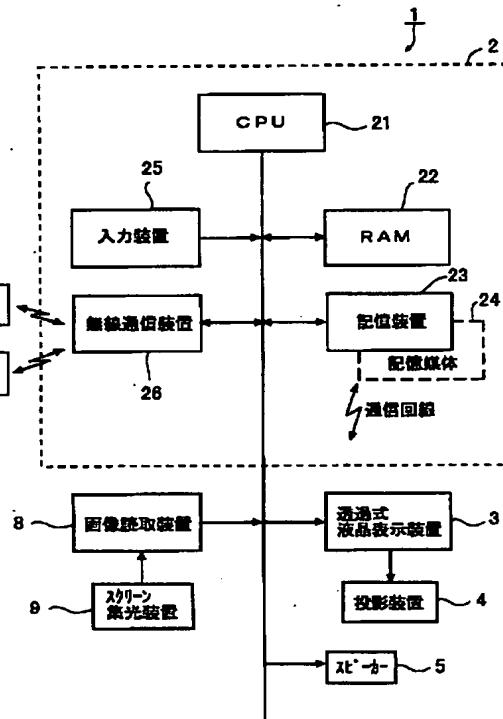 1
2
CPU
21
25
22
入力装置
RAM
23
24
無線通信装置
記憶装置
記憶媒体
26
通信回線
8
画像読取装置
透過式
液品表示装置
3
9
スクリーン
集光装置
投影装置
4
スピーカー
5